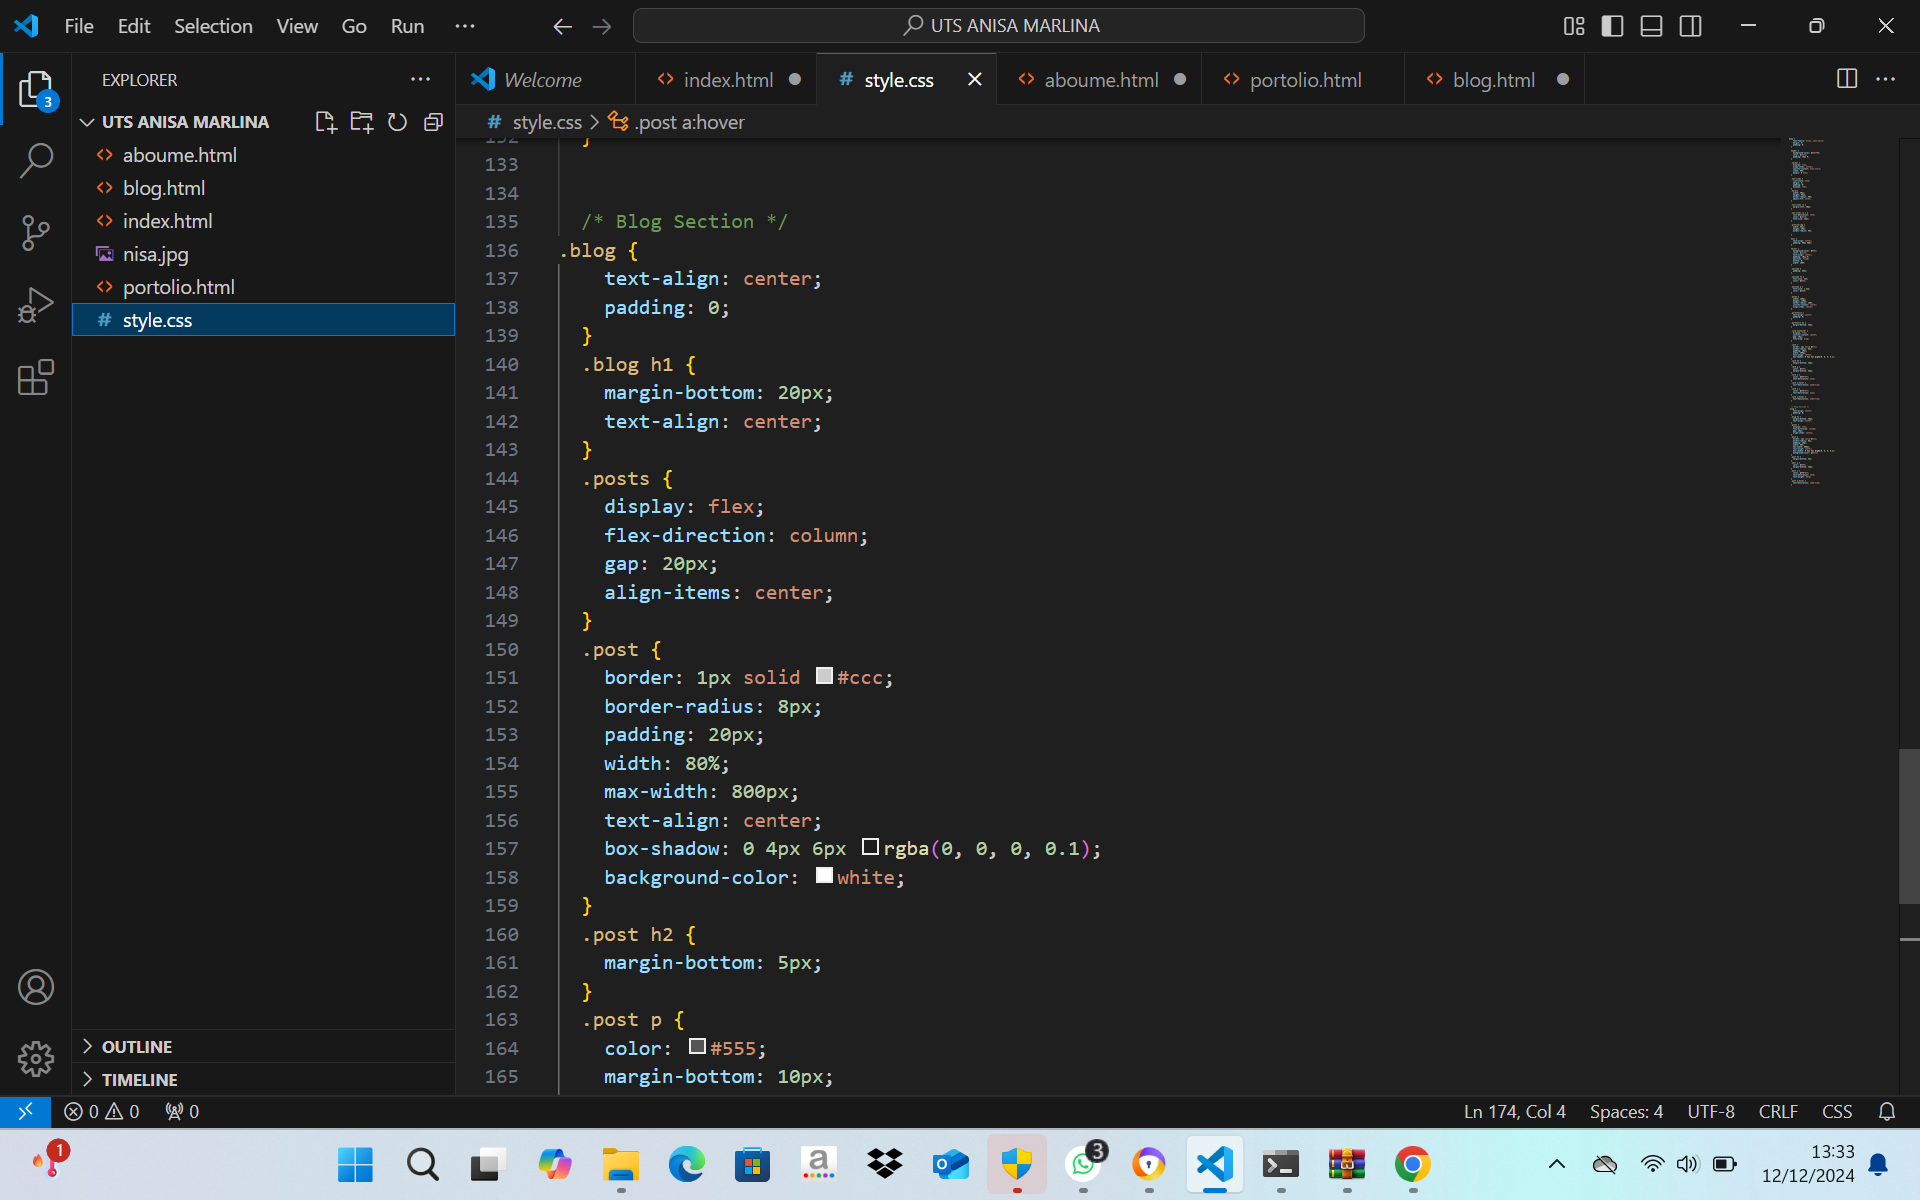 File Edit Selection View Go Run ···
UTS ANISA MARLINA
EXPLORER
3
UTS ANISA MARLINA
aboume.html
blog.html
index.html
nisa.jpg
portolio.html
# style.css
OUTLINE
TIMELINE
Welcome
index.html
# style.css
aboume.html
portolio.html
blog.html
# style.css > .post a:hover
132 }
133
134
135 /* Blog Section */
136 .blog {
137 text-align: center;
138 padding: 0;
139 }
140 .blog h1 {
141 margin-bottom: 20px;
142 text-align: center;
143 }
144 .posts {
145 display: flex;
146 flex-direction: column;
147 gap: 20px;
148 align-items: center;
149 }
150 .post {
151 border: 1px solid #ccc;
152 border-radius: 8px;
153 padding: 20px;
154 width: 80%;
155 max-width: 800px;
156 text-align: center;
157 box-shadow: 0 4px 6px rgba(0, 0, 0, 0.1);
158 background-color: white;
159 }
160 .post h2 {
161 margin-bottom: 5px;
162 }
163 .post p {
164 color: #555;
165 margin-bottom: 10px;
0 0 0
Ln 174, Col 4 Spaces: 4 UTF-8 CRLF CSS
1
a
3
13:33
12/12/2024